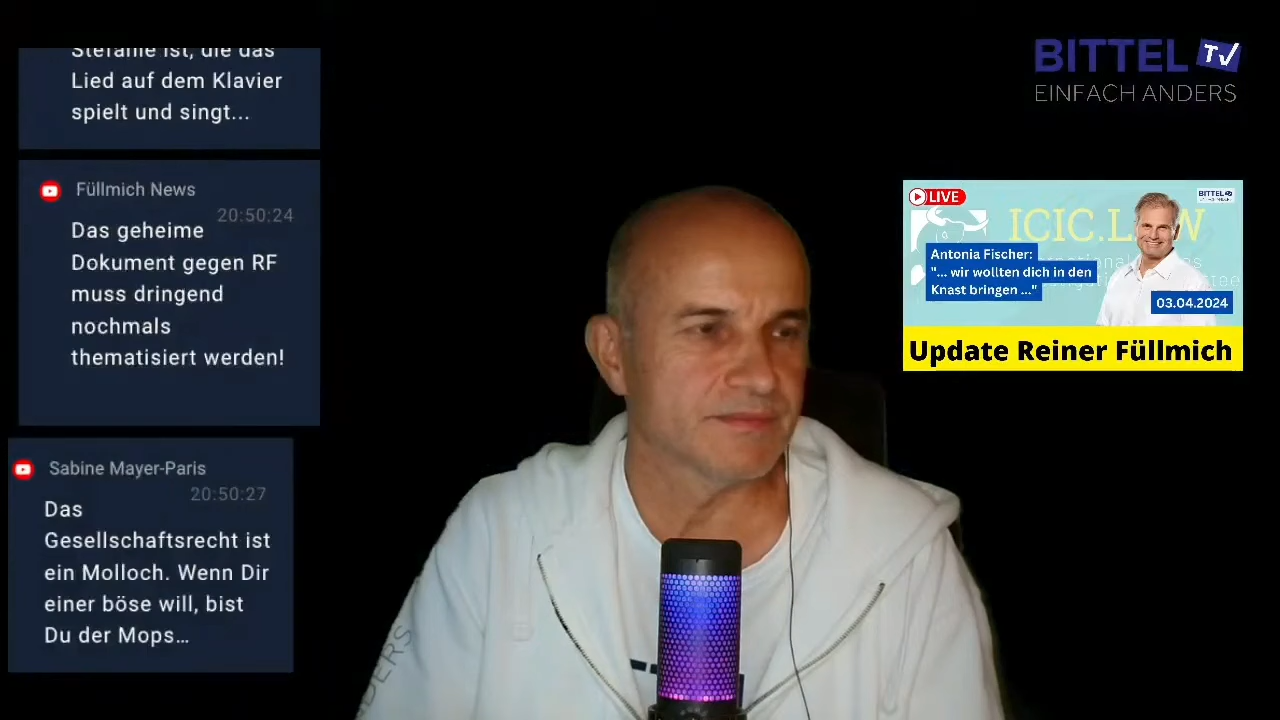 Stefanie ist, die das
Lied auf dem Klavier
spielt und singt...
Füllmich News
20:50:24
Das geheime
Dokument gegen RF
muss dringend
nochmals
thematisiert werden!
Sabine Mayer-Paris
20:50:27
Das
Gesellschaftsrecht ist
ein Molloch. Wenn Dir
einer böse will, bist
Du der Mops...
BITTEL TV
EINFACH ANDERS
LIVE
BITTEL
ICIC.L W
Antonia Fischer:
"... wir wollten dich in den
Knast bringen ..."
03.04.2024
Update Reiner Füllmich
DERS